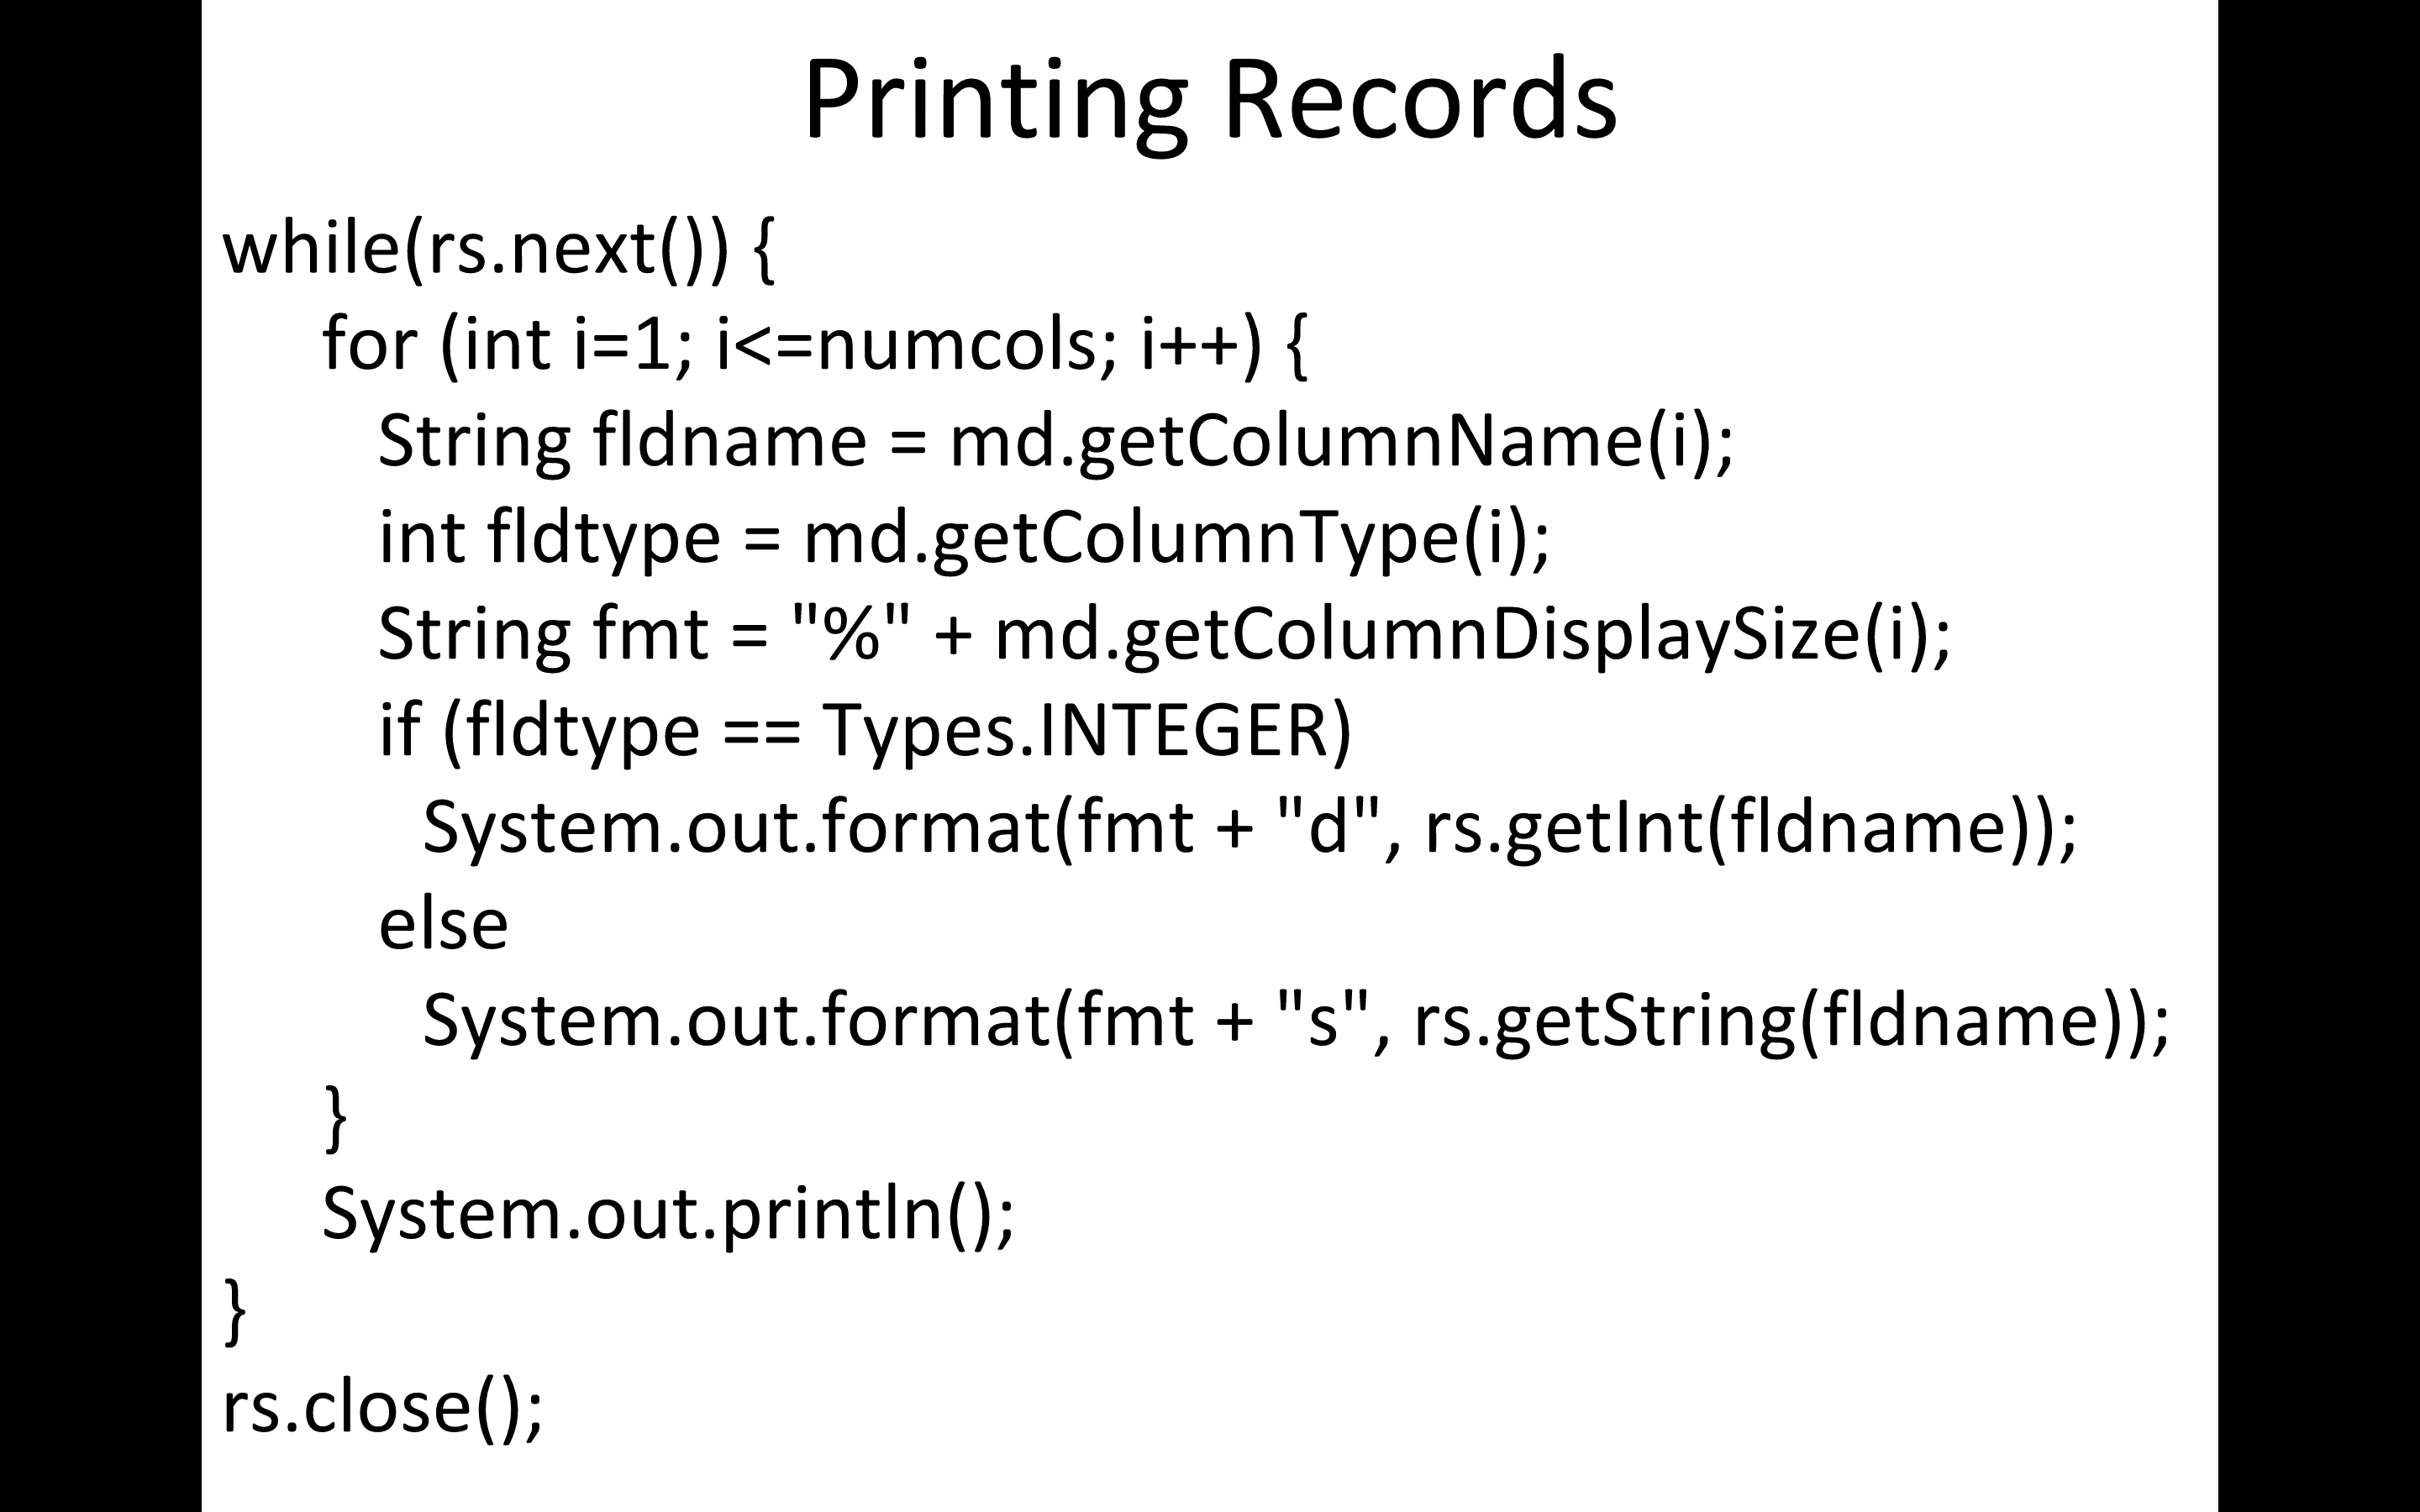 Printing Records
while(rs.next()) {
for (int i=1; i<=numcols; i++) {
String fldname = md.getColumnName(i);
int fldtype = md.getColumnType(i);
String fmt = "%" + md.getColumnDisplaySize(i);
if (fldtype == Types.INTEGER)
System.out.format(fmt + "d", rs.getInt(fldname));
else
System.out.format(fmt + "s", rs.getString(fldname));
}
System.out.println();
}
rs.close();